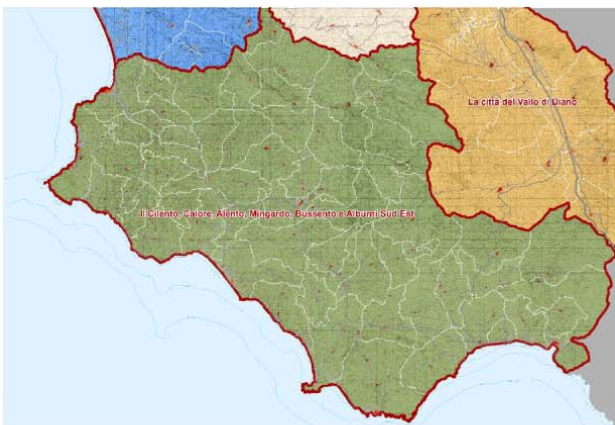 La città del Vallo di Diano
Il Cilento, Calore, Alento, Mingardo, Bussento e Alburni Sud Est